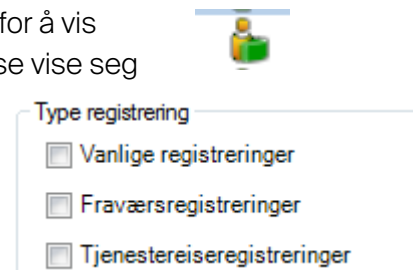 for å vis
se vise seg
Type registrering
Vanlige registreringer
Fraværsregistreringer
Tjenestereiseregistreringer